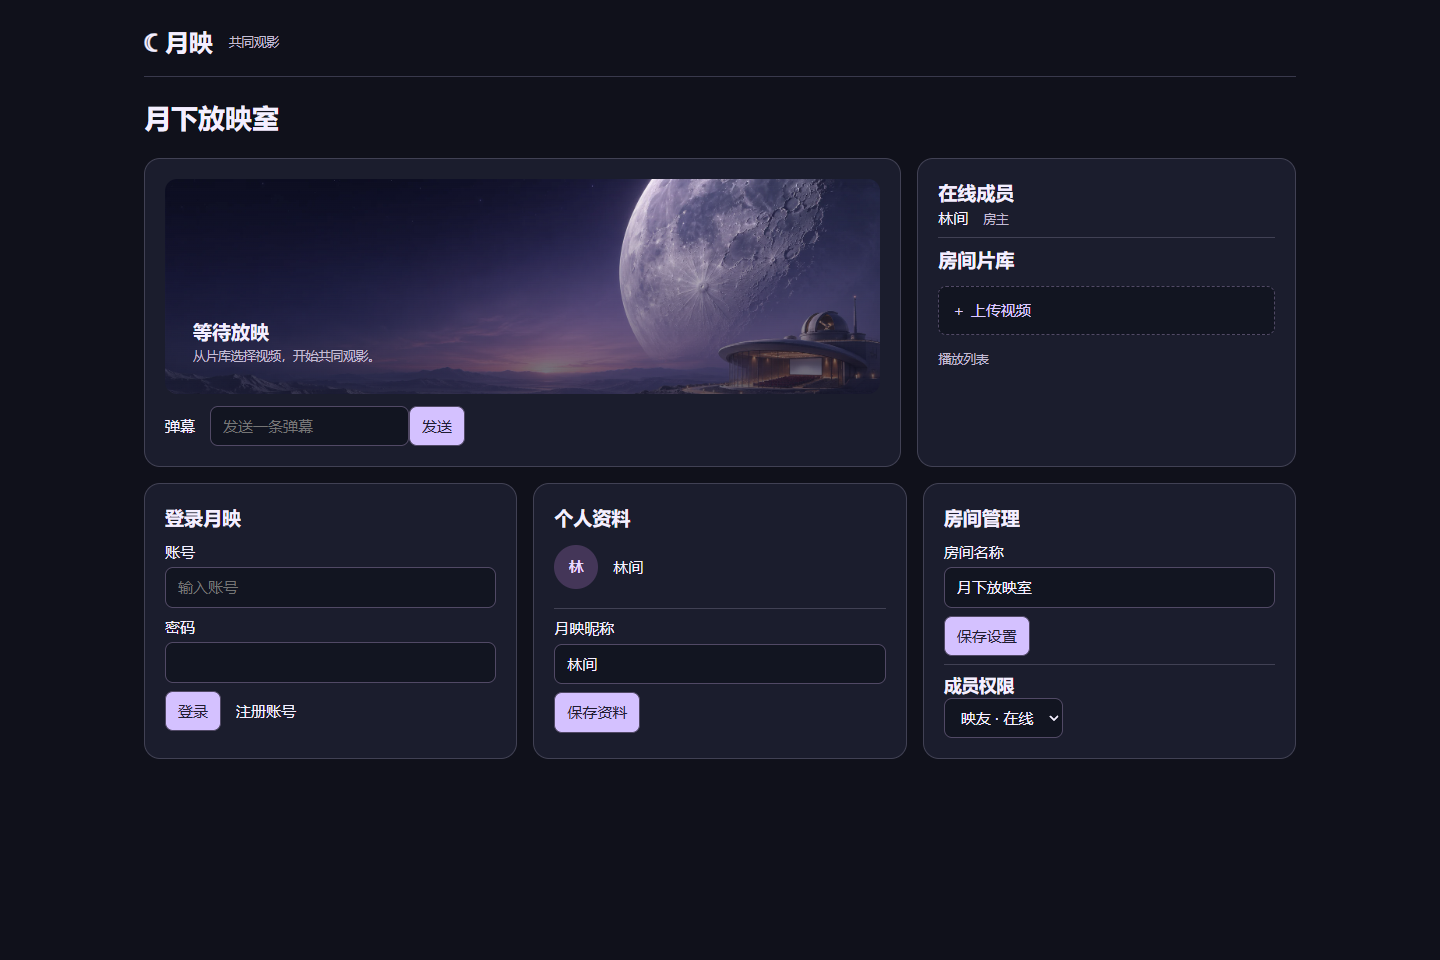 月映 共同观影
月下放映室
等待放映
从片库选择视频，开始共同观影。
弹幕 发送一条弹幕 发送
在线成员
林间 房主
房间片库
+ 上传视频
播放列表
登录月映
账号
输入账号
密码
登录 注册账号
个人资料
林 林间
月映昵称
林间
保存资料
房间管理
房间名称
月下放映室
保存设置
成员权限
映友 · 在线